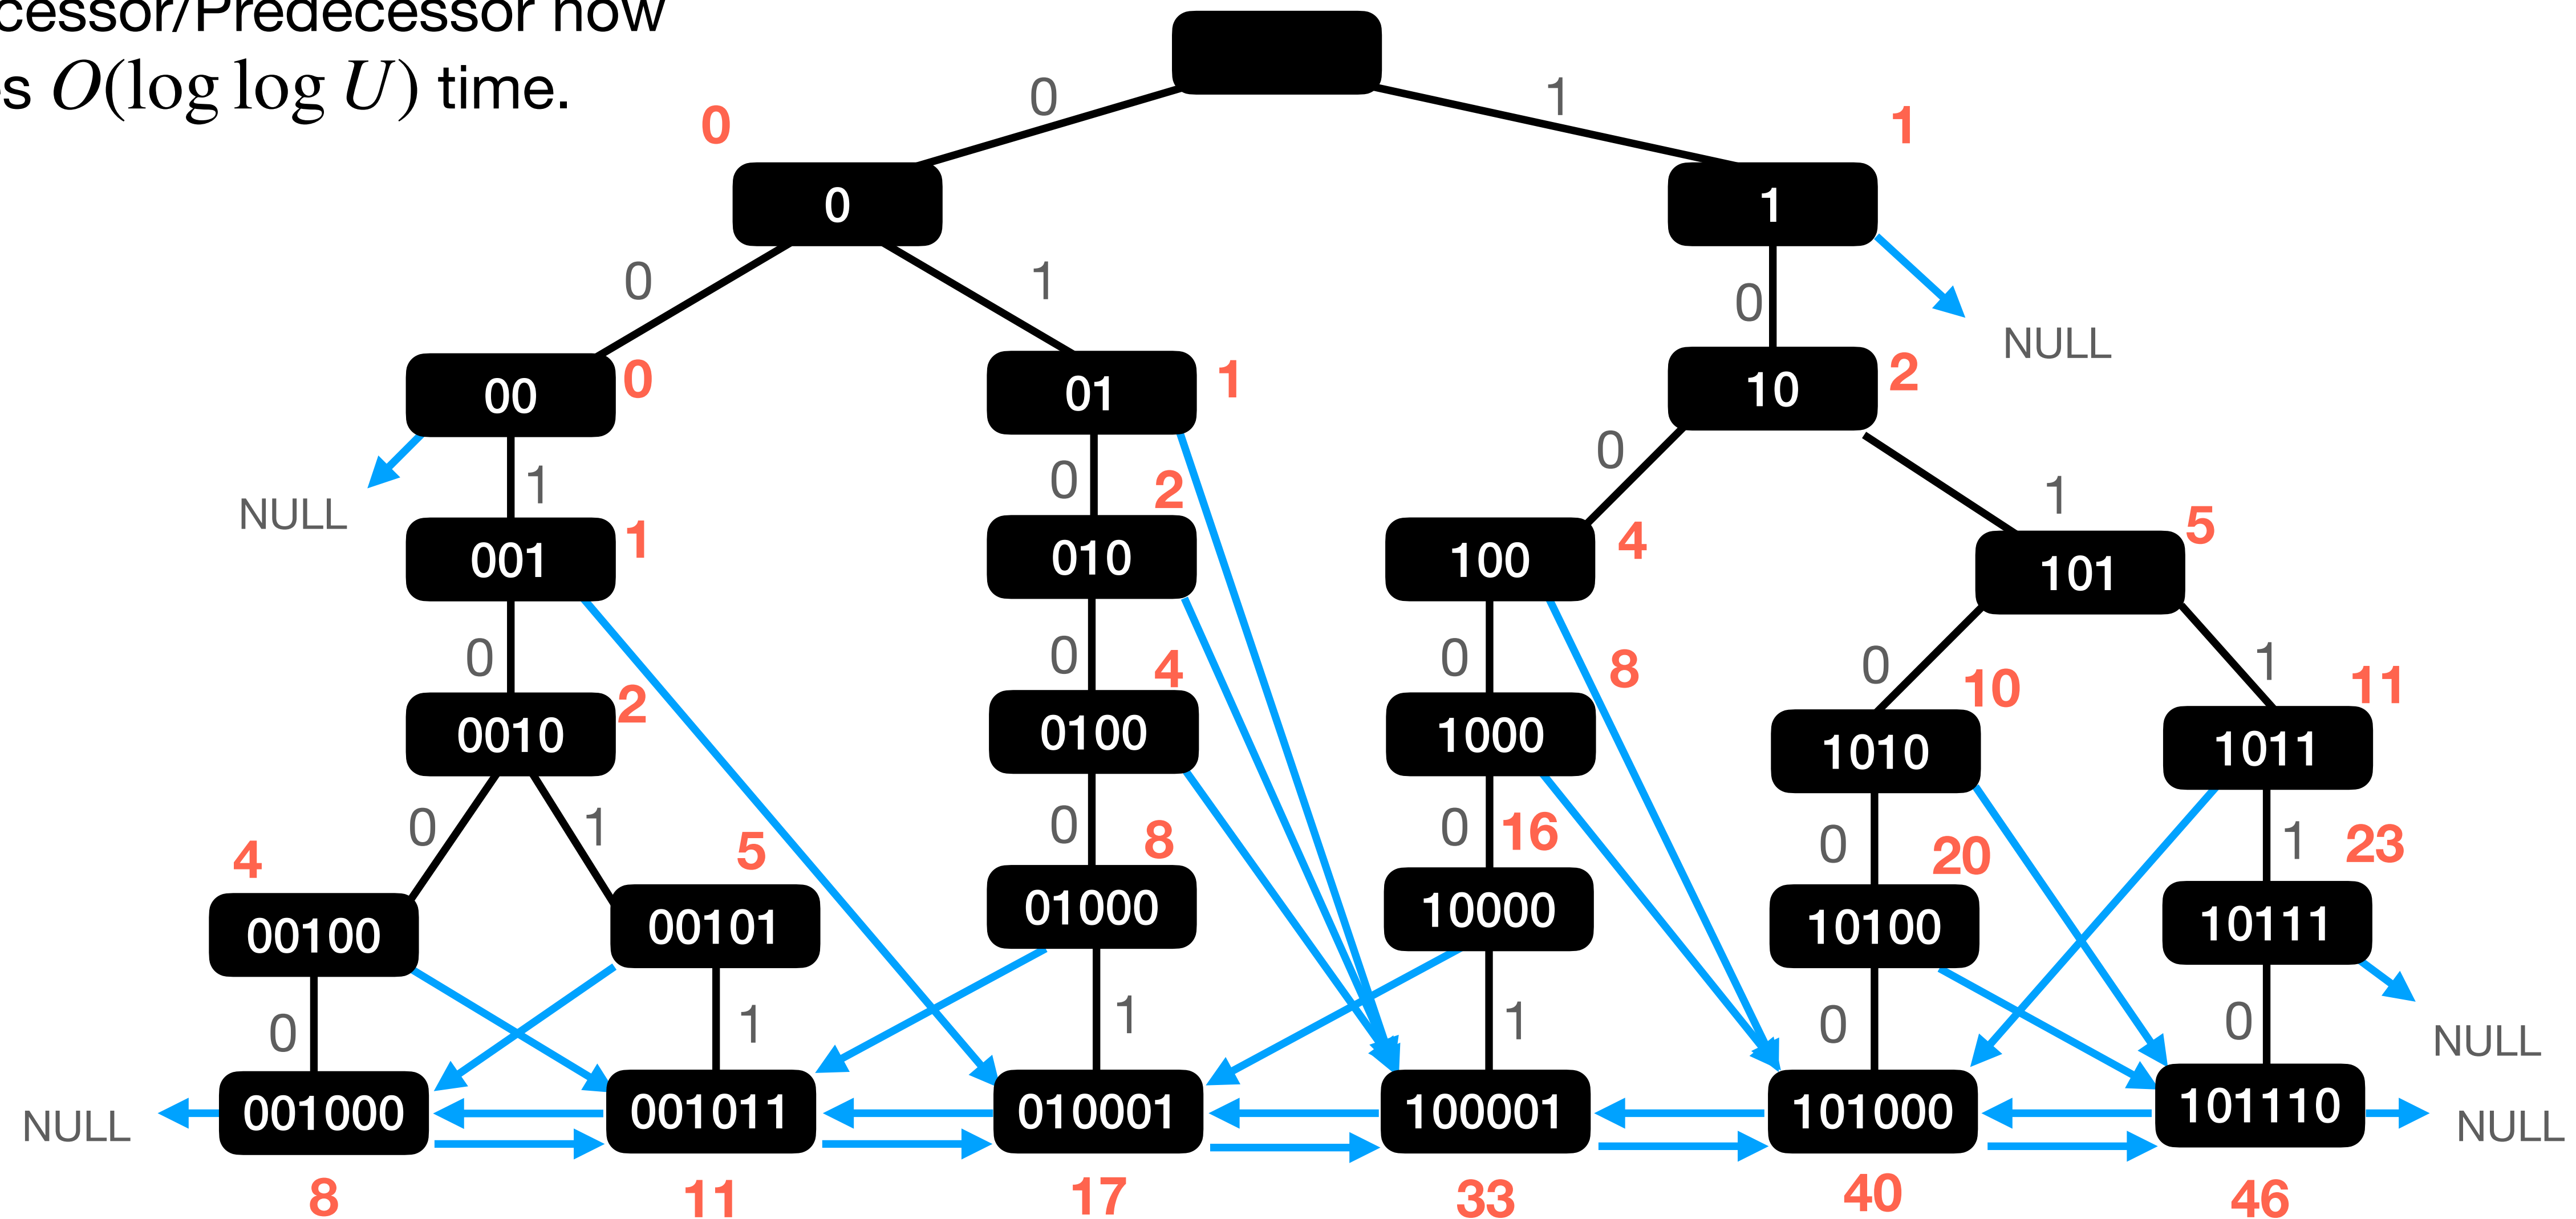 cessor/Predecessor now
es O(log log U) time.
0 1
0 1
0 1
0 1 0
NULL
00 0 01 1 10 2
NULL
1 0 2 0 1
001 1 010 100 4 101 5
0 0 4 0 8 0 10 1 11
0010 2 0100 1000 1010 1011
0 1 0 0 16 0 20 1 23
4 5 8
00100 00101 01000 10000 10100 10111
0 1 1 1 0 0
NULL
NULL 001000 001011 010001 100001 101000 101110 NULL
8 11 17 33 40 46